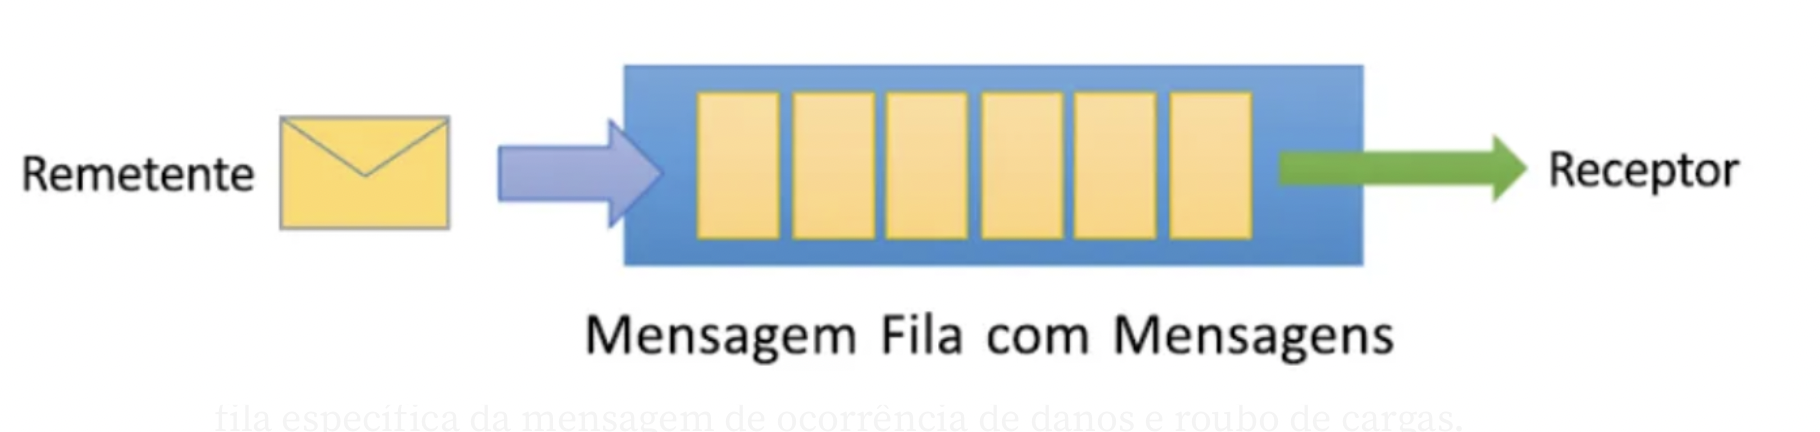 Remetente
Receptor
Mensagem Fila com Mensagens
fila específica da mensagem de ocorrência de danos e roubo de cargas.